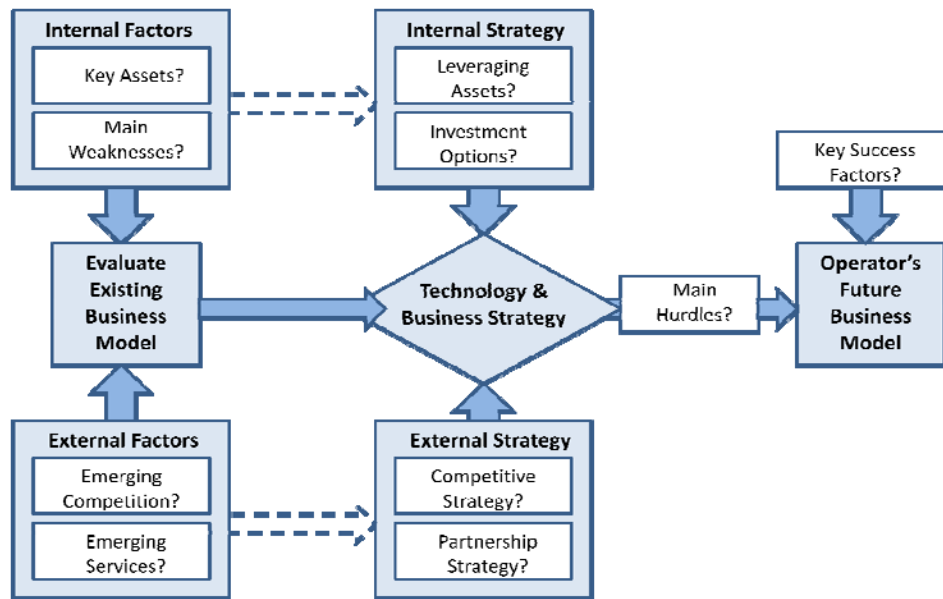 Internal Factors
Key Assets?
Main
Weaknesses?
Internal Strategy
Leveraging
Assets?
Investment
Options?
Key Success
Factors?
Evaluate
Existing
Business
Model
Technology &
Business Strategy
Main
Hurdles?
Operator's
Future
Business
Model
External Factors
Emerging
Competition?
Emerging
Services?
External Strategy
Competitive
Strategy?
Partnership
Strategy?